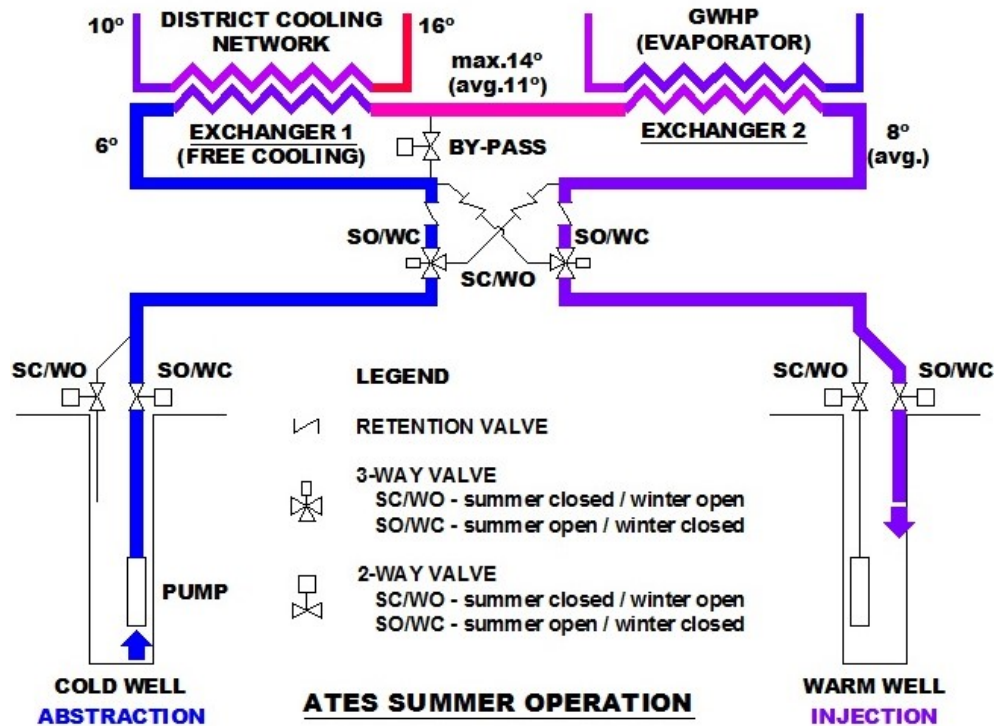 10º
DISTRICT COOLING
NETWORK
16º
GWHP
(EVAPORATOR)
max.14º
(avg.11º)
6º
EXCHANGER 1
(FREE COOLING)
BY-PASS
EXCHANGER 2
8º
(avg.)
SO/WC
SO/WC
SC/WO
SC/WO
SO/WC
SC/WO
SO/WC
LEGEND
RETENTION VALVE
3-WAY VALVE
SC/WO - summer closed / winter open
SO/WC - summer open / winter closed
2-WAY VALVE
SC/WO - summer closed / winter open
SO/WC - summer open / winter closed
PUMP
COLD WELL
ABSTRACTION
ATES SUMMER OPERATION
WARM WELL
INJECTION